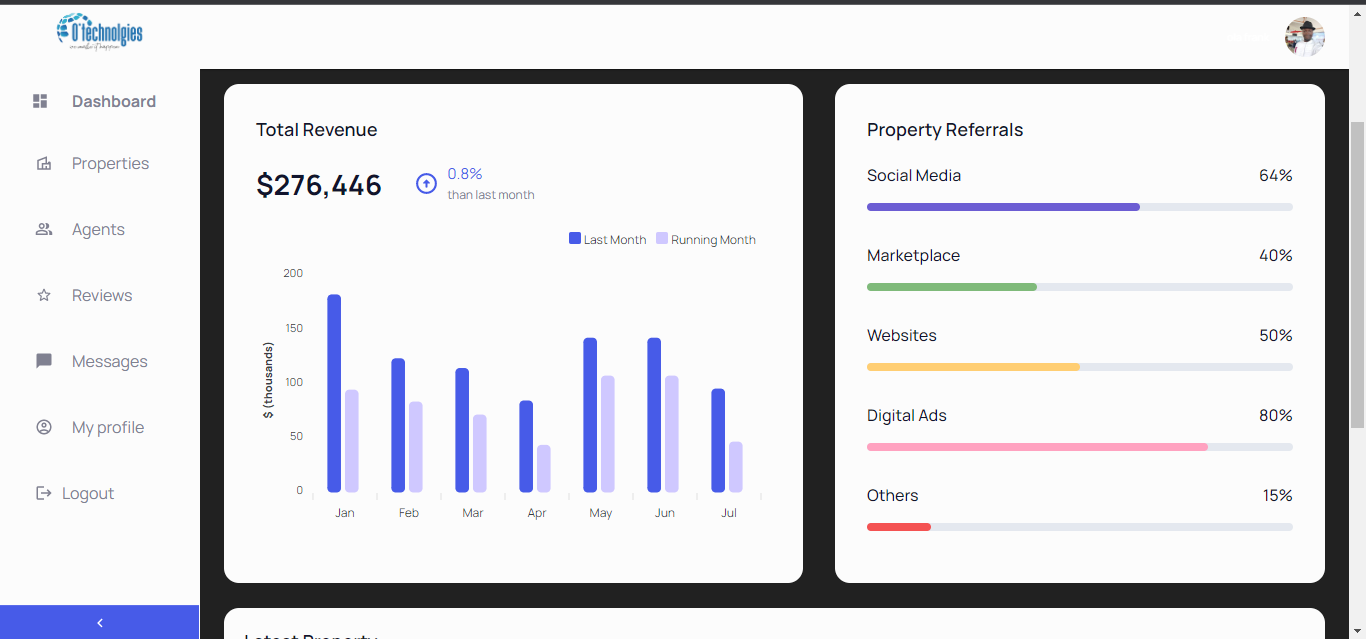 O'technolgies
Dashboard
Properties
Agents
Reviews
Messages
My profile
Logout
Total Revenue
$276,446
0.8%
than last month
Last Month Running Month
$ (thousands)
200
150
100
50
0
Jan Feb Mar Apr May Jun Jul
Property Referrals
Social Media 64%
Marketplace 40%
Websites 50%
Digital Ads 80%
Others 15%